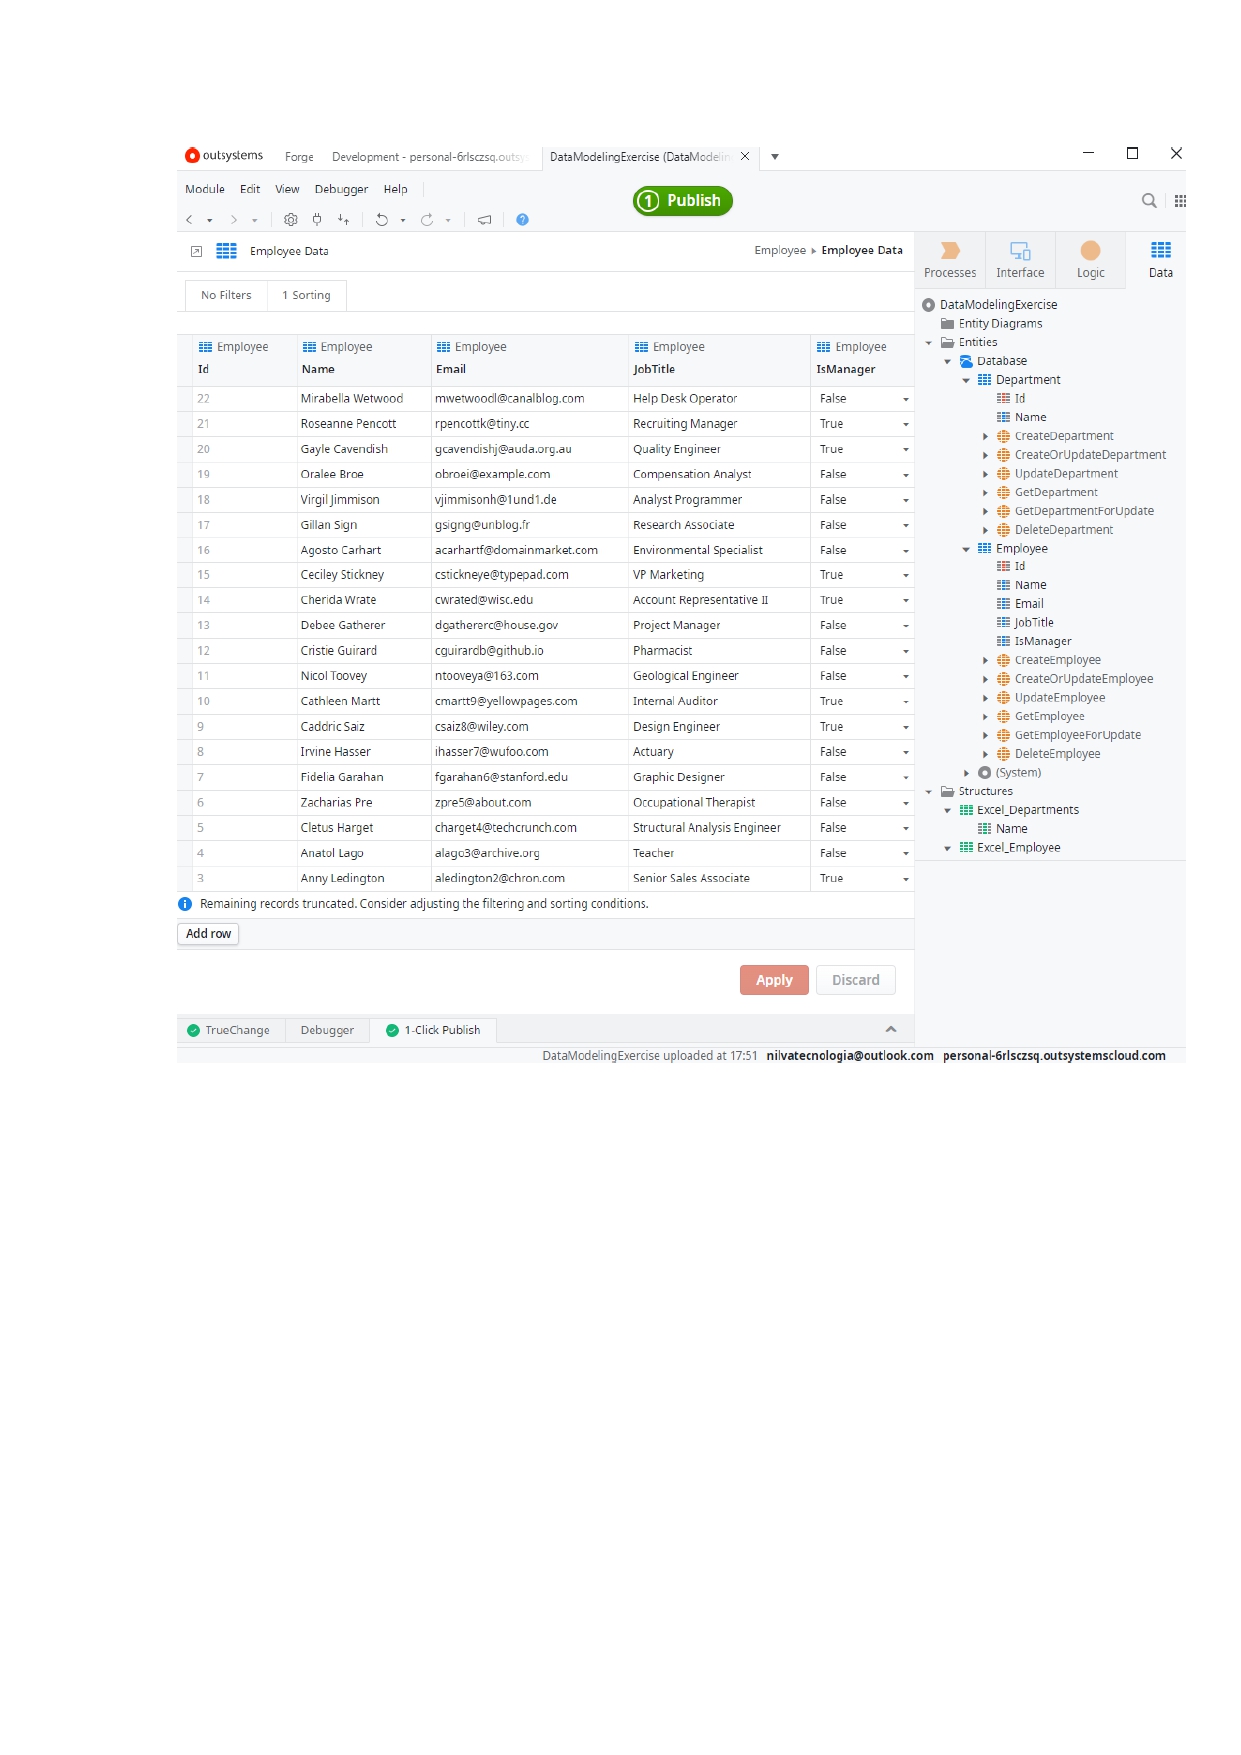 outsystems Forge Development - personal-6rlsczsq.outsy DataModelingExercise (DataModelin
Module Edit View Debugger Help
1 Publish
Employee Data
Employee Employee Data
No Filters 1 Sorting
Employee Employee Employee Employee Employee
Id Name Email JobTitle IsManager
22 Mirabella Wetwood mwetwoodl@canalblog.com Help Desk Operator False
21 Roseanne Pencott rpencottk@tiny.cc Recruiting Manager True
20 Gayle Cavendish gcavendishj@auda.org.au Quality Engineer True
19 Oralee Broe obroei@example.com Compensation Analyst False
18 Virgil Jimmison vjimmisonh@1und1.de Analyst Programmer False
17 Gillan Sign gsigng@unblog.fr Research Associate False
16 Agosto Carhart acarhartf@domainmarket.com Environmental Specialist False
15 Ceciley Stickney cstickneye@typepad.com VP Marketing True
14 Cherida Wrate cwrated@wisc.edu Account Representative II True
13 Debee Gatherer dgathererc@house.gov Project Manager False
12 Cristie Guirard cguirardb@github.io Pharmacist False
11 Nicol Toovey ntooveya@163.com Geological Engineer False
10 Cathleen Martt cmartt9@yellowpages.com Internal Auditor True
9 Caddric Saiz csaiz8@wiley.com Design Engineer True
8 Irvine Hasser ihasser7@wufoo.com Actuary False
7 Fidelia Garahan fgarahan6@stanford.edu Graphic Designer False
6 Zacharias Pre zpre5@about.com Occupational Therapist False
5 Cletus Harget charget4@techcrunch.com Structural Analysis Engineer False
4 Anatol Lago alago3@archive.org Teacher False
3 Anny Ledington aledington2@chron.com Senior Sales Associate True
Remaining records truncated. Consider adjusting the filtering and sorting conditions.
Add row
Apply Discard
Processes Interface Logic Data
DataModelingExercise
Entity Diagrams
Entities
Database
Department
Id
Name
CreateDepartment
CreateOrUpdateDepartment
UpdateDepartment
GetDepartment
GetDepartmentForUpdate
DeleteDepartment
Employee
Id
Name
Email
JobTitle
IsManager
CreateEmployee
CreateOrUpdateEmployee
UpdateEmployee
GetEmployee
GetEmployeeForUpdate
DeleteEmployee
(System)
Structures
Excel_Departments
Name
Excel_Employee
TrueChange Debugger 1-Click Publish
DataModelingExercise uploaded at 17:51 nilvatecnologia@outlook.com personal-6rlsczsq.outsystemscloud.com